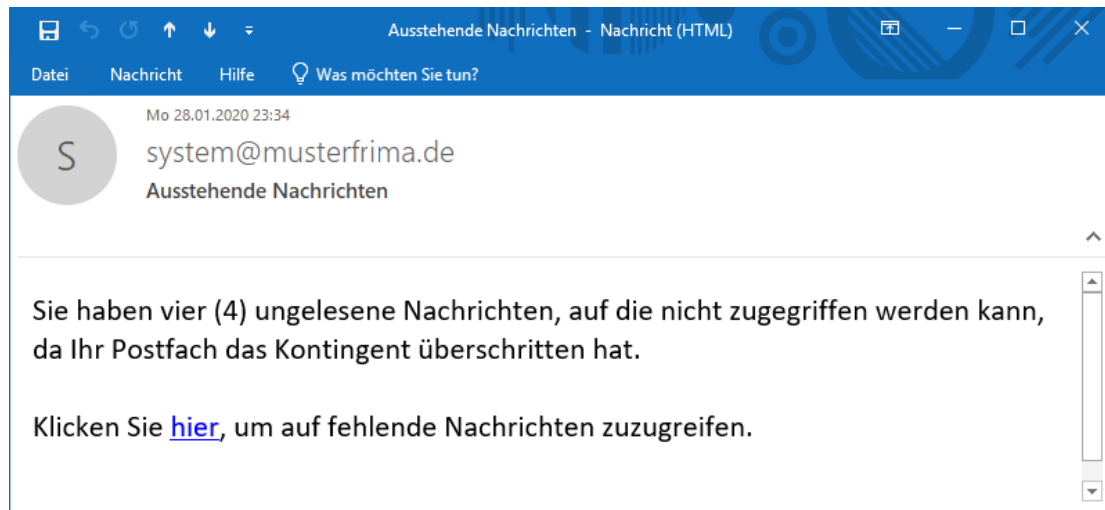 Ausstehende Nachrichten - Nachricht (HTML)
Datei Nachricht Hilfe Was möchten Sie tun?
Mo 28.01.2020 23:34
S
system@musterfrima.de
Ausstehende Nachrichten
Sie haben vier (4) ungelesene Nachrichten, auf die nicht zugegriffen werden kann,
da Ihr Postfach das Kontingent überschritten hat.
Klicken Sie hier, um auf fehlende Nachrichten zuzugreifen.